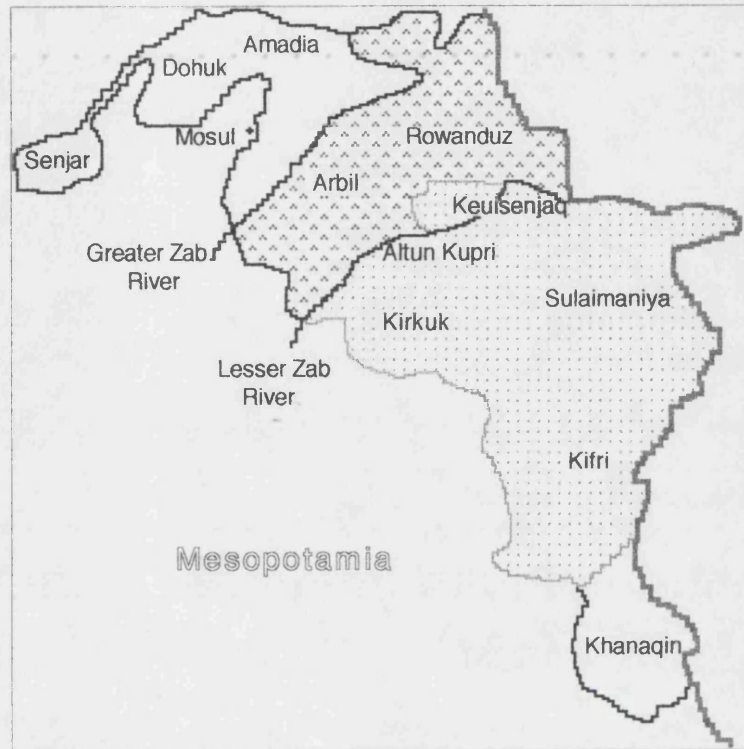 Amadia
Dohuk
Mosul
Rowanduz
Senjar
Arbil
Keuisenjaq
Greater Zab
River
Altun Kupri
Sulaimaniya
Kirkuk
Lesser Zab
River
Kifri
Mesopotamia
Khanaqin